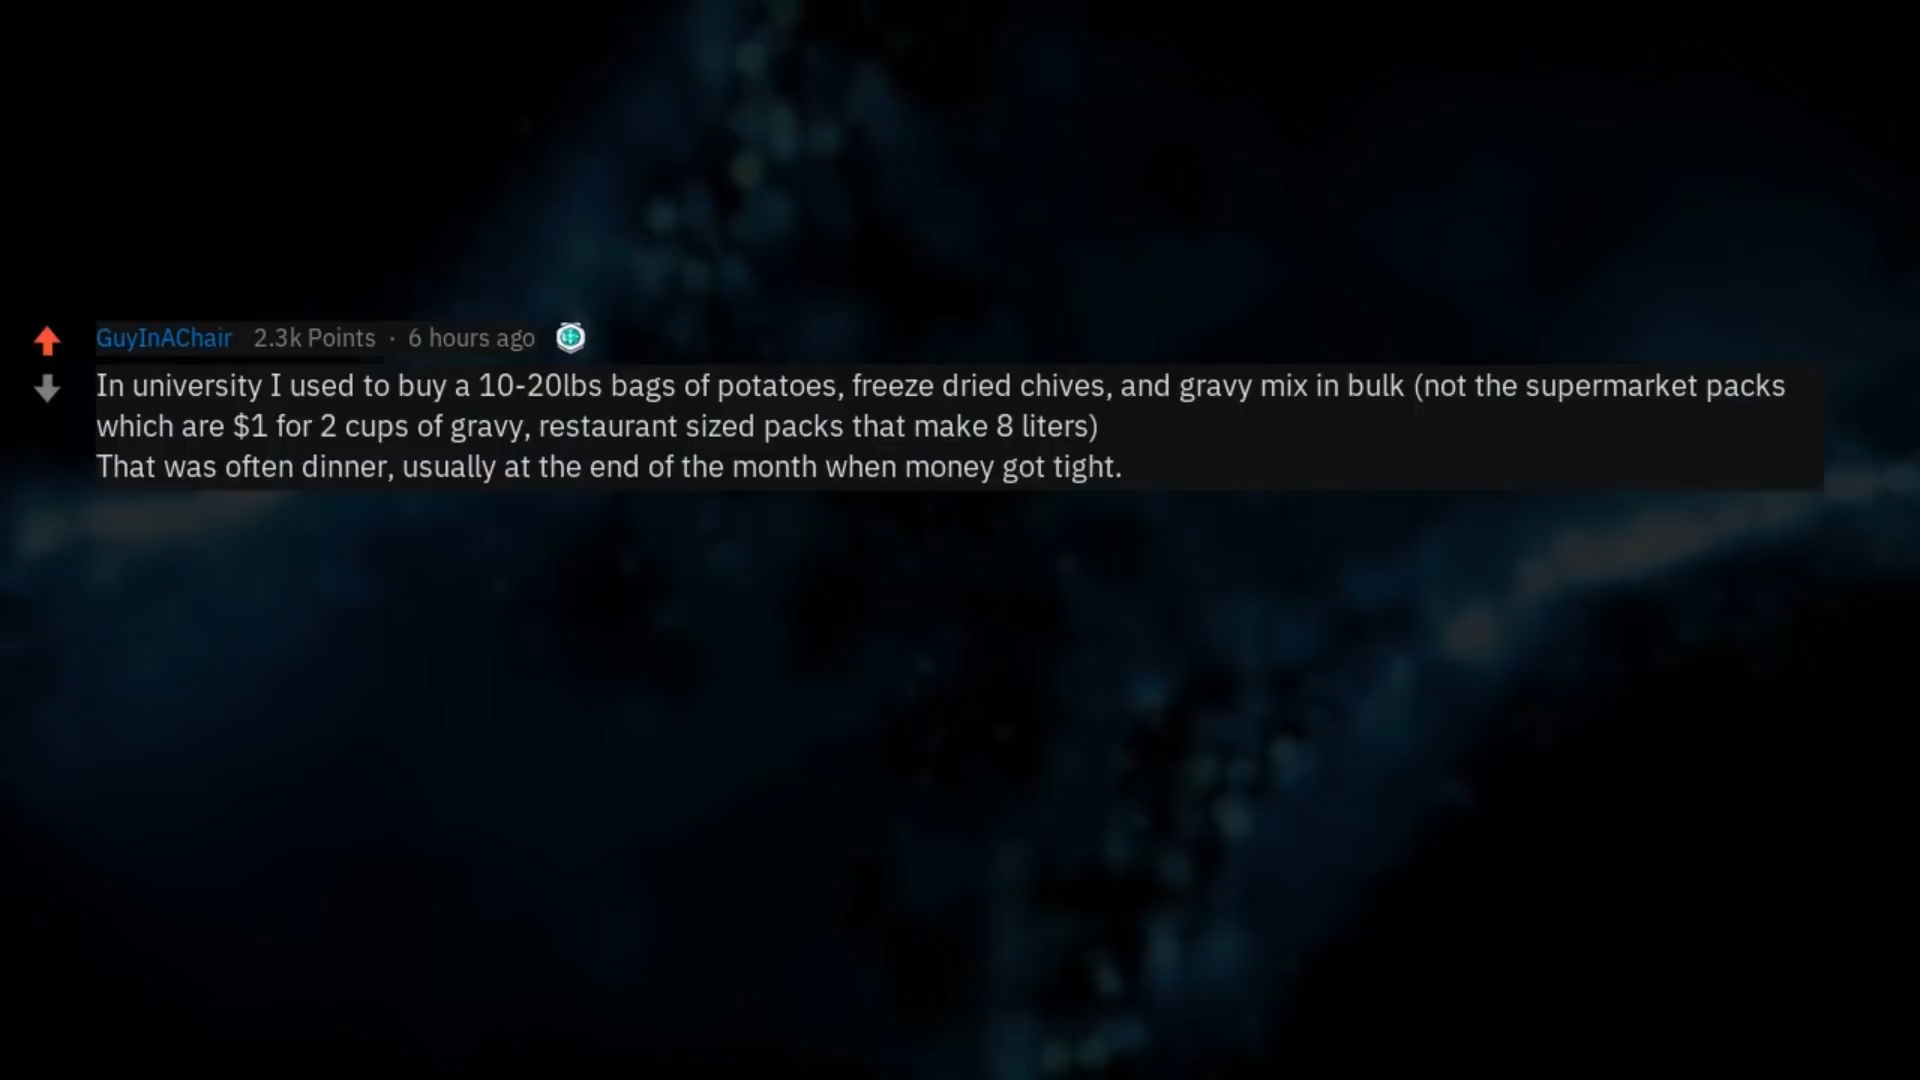 GuyInAChair 2.3k Points · 6 hours ago
In university I used to buy a 10-20lbs bags of potatoes, freeze dried chives, and gravy mix in bulk (not the supermarket packs
which are $1 for 2 cups of gravy, restaurant sized packs that make 8 liters)
That was often dinner, usually at the end of the month when money got tight.